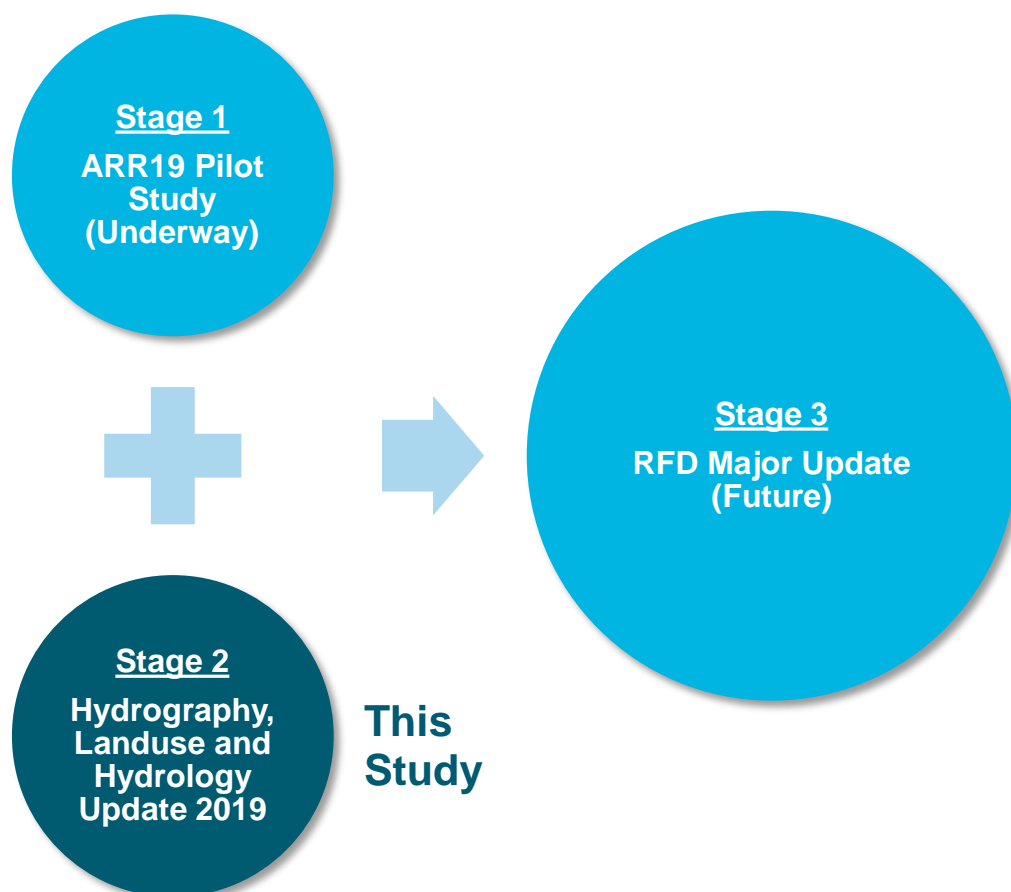 Stage 1
ARR19 Pilot
Study
(Underway)
Stage 2
Hydrography,
Landuse and
Hydrology
Update 2019
This
Study
Stage 3
RFD Major Update
(Future)